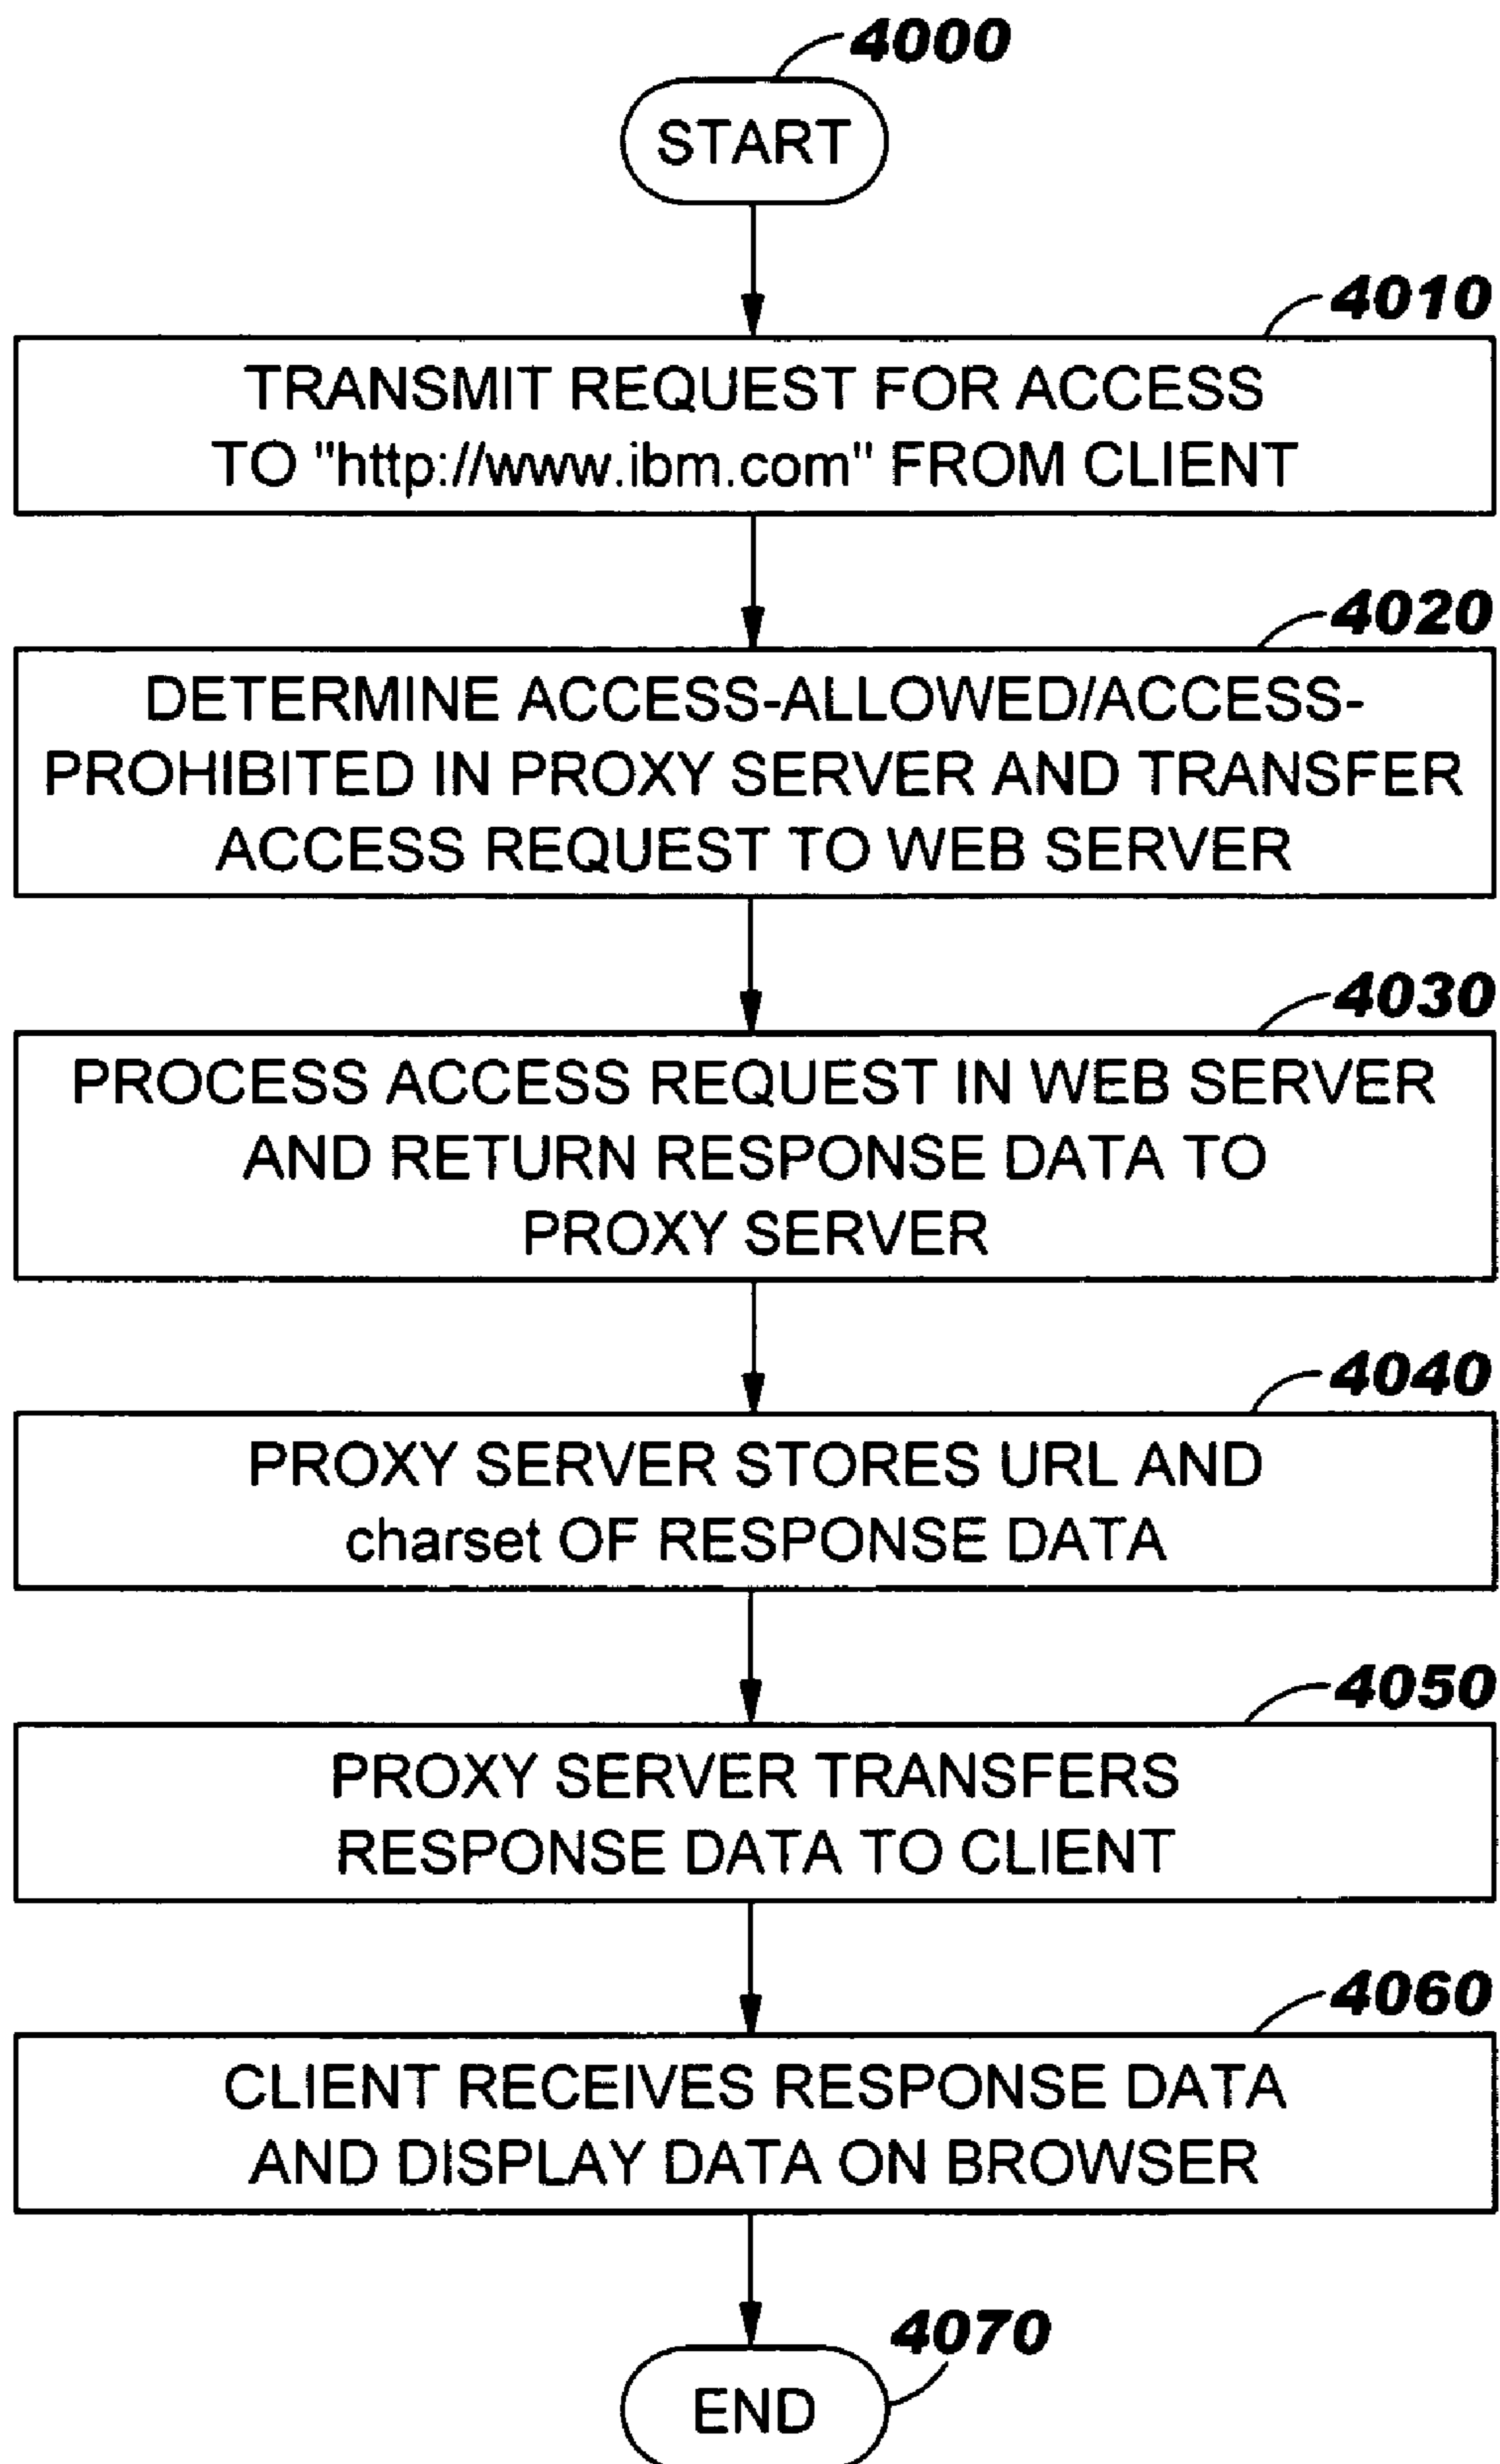 4000
START
4010
TRANSMIT REQUEST FOR ACCESS
TO "http://www.ibm.com" FROM CLIENT
4020
DETERMINE ACCESS-ALLOWED/ACCESS-
PROHIBITED IN PROXY SERVER AND TRANSFER
ACCESS REQUEST TO WEB SERVER
4030
PROCESS ACCESS REQUEST IN WEB SERVER
AND RETURN RESPONSE DATA TO
PROXY SERVER
4040
PROXY SERVER STORES URL AND
charset OF RESPONSE DATA
4050
PROXY SERVER TRANSFERS
RESPONSE DATA TO CLIENT
4060
CLIENT RECEIVES RESPONSE DATA
AND DISPLAY DATA ON BROWSER
4070
END